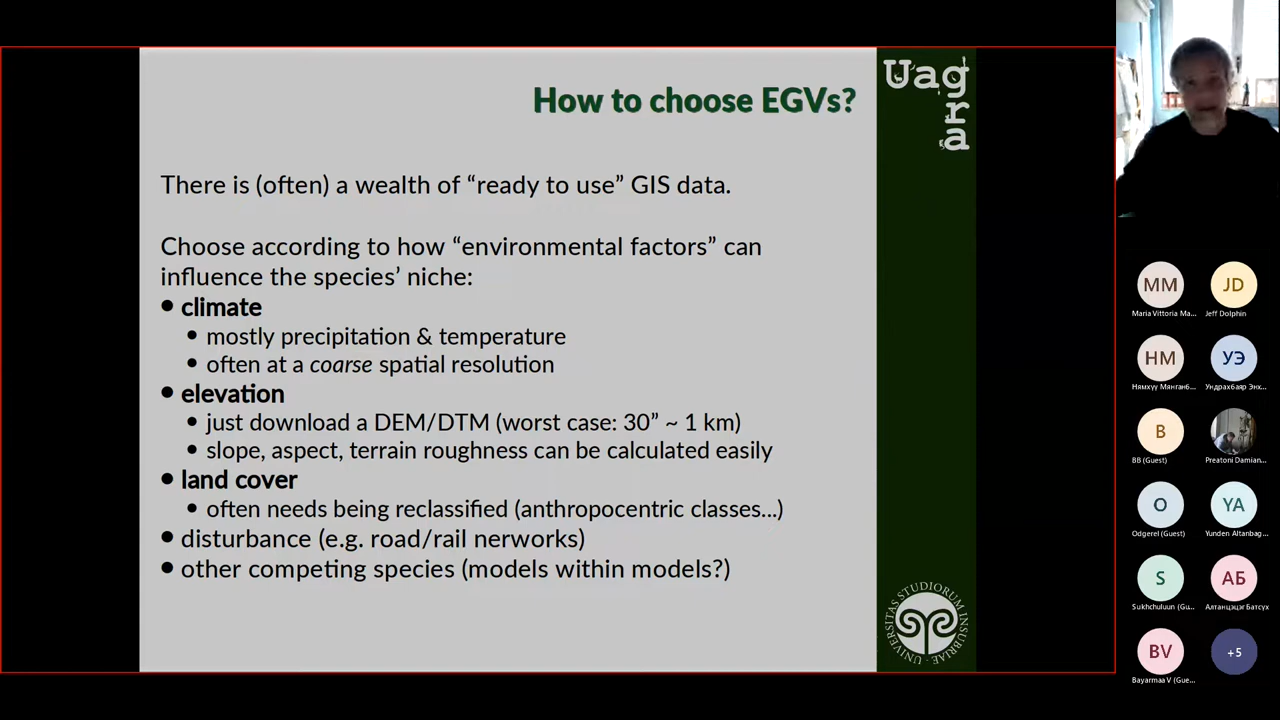 How to choose EGVs?
Uag
r
a
There is (often) a wealth of “ready to use” GIS data.
Choose according to how “environmental factors” can
influence the species’ niche:
• climate
• mostly precipitation & temperature
• often at a coarse spatial resolution
• elevation
• just download a DEM/DTM (worst case: 30” ~ 1 km)
• slope, aspect, terrain roughness can be calculated easily
• land cover
• often needs being reclassified (anthropocentric classes...)
• disturbance (e.g. road/rail nerworks)
• other competing species (models within models?)
UNIVERSITAS STUDIORUM INSUBRIAE
MM
JD
Maria Vittoria Ma...
Jeff Dolphin
НМ
УЭ
Нямхүү Мянганб...
Ундрахбаяр Энх...
B
BB (Guest)
Preatoni Damian...
O
YA
Odgerel (Guest)
Yunden Altanbag...
S
АБ
Sukhchuluun (Gu...
Алтанцэцэг Батсүх
BV
+5
Bayarmaa V (Gue...